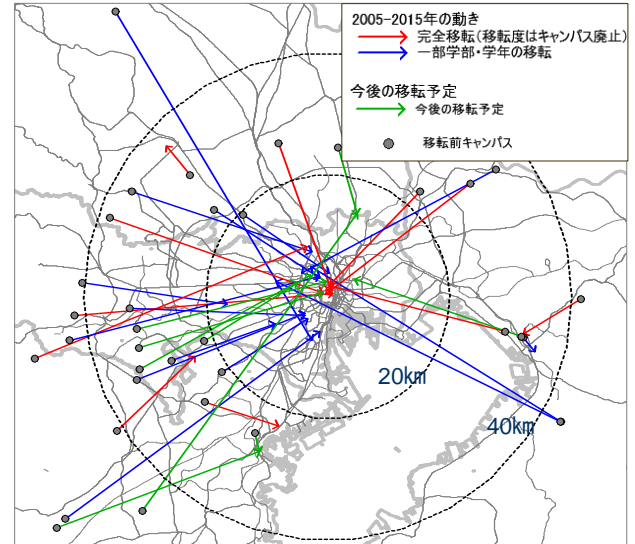 2005-2015年の動き
完全移転(移転度はキャンパス廃止)
一部学部・学年の移転
今後の移転予定
今後の移転予定
移転前キャンパス
20km
40km